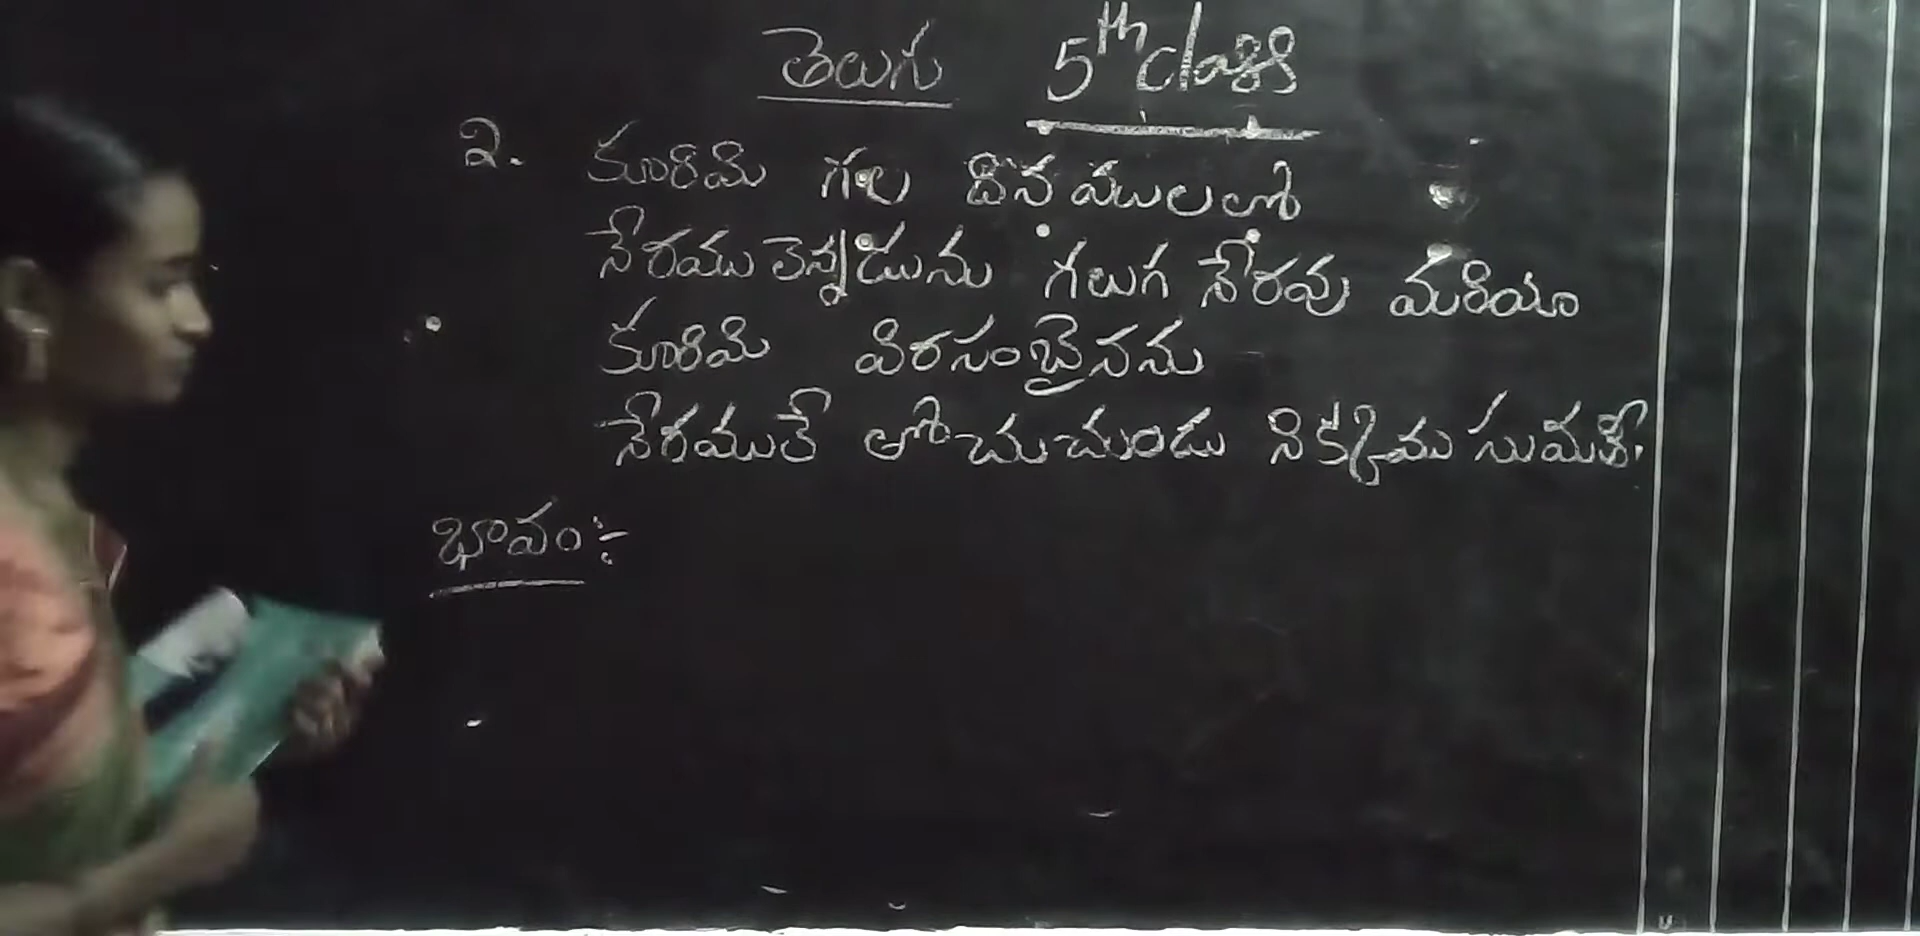 తెలుగు 5th class
2. కూరిమి గల దినములలో
నేరము లెన్నడును గలుగ నేరవు మరియా
కూరిమి విరసంబైనను
నేరములే తోచుచుండు నిక్కము సుమతీ.
భావం :-